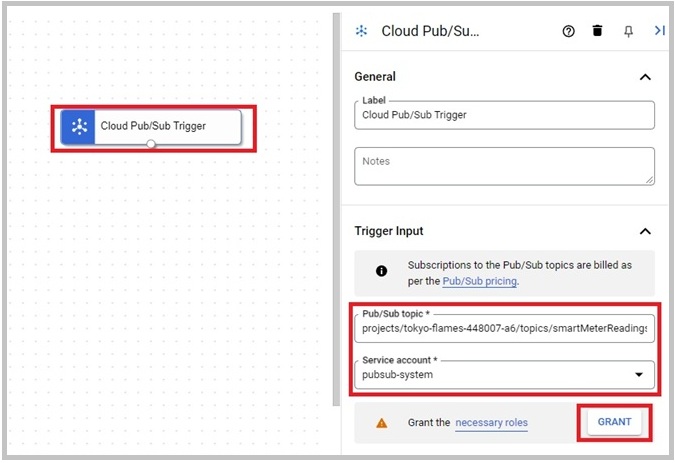 Cloud Pub/Sub Trigger
Cloud Pub/Su...
General
Label
Cloud Pub/Sub Trigger
Notes
Trigger Input
Subscriptions to the Pub/Sub topics are billed as
per the Pub/Sub pricing.
Pub/Sub topic *
projects/tokyo-flames-448007-a6/topics/smartMeterReadings
Service account *
pubsub-system
Grant the necessary roles
GRANT